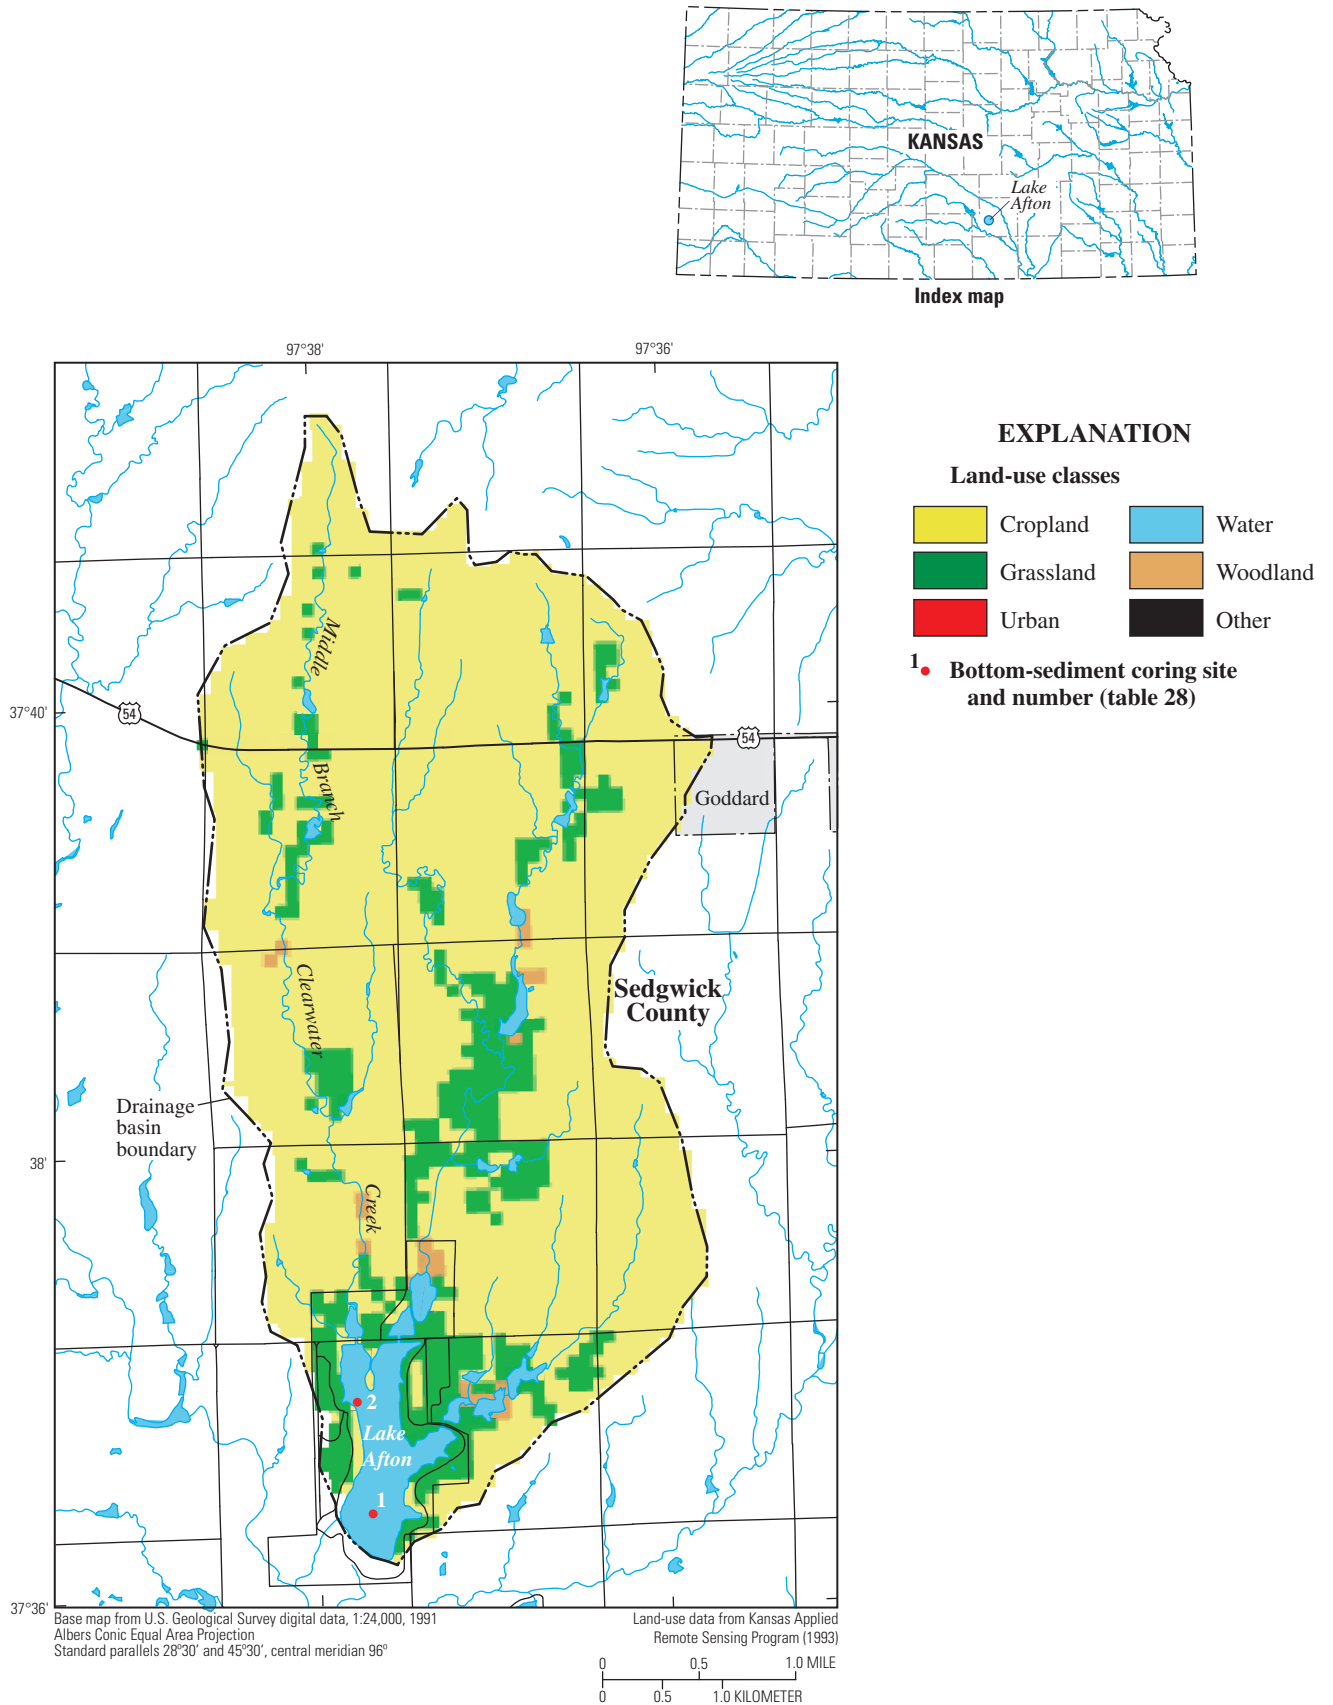 KANSAS
Lake
Afton
Index map
97°38'
97°36'
EXPLANATION
Land-use classes
Cropland
Water
Grassland
Woodland
Urban
Other
1
Bottom-sediment coring site
and number (table 28)
Middle
37°40'
54
54
Branch
Goddard
Clearwater
Sedgwick
County
Drainage
basin
boundary
38'
Creek
2
Lake
Afton
1
37°36'
Base map from U.S. Geological Survey digital data, 1:24,000, 1991
Albers Conic Equal Area Projection
Standard parallels 28°30' and 45°30', central meridian 96°
Land-use data from Kansas Applied
Remote Sensing Program (1993)
0 0.5 1.0 MILE
0 0.5 1.0 KILOMETER